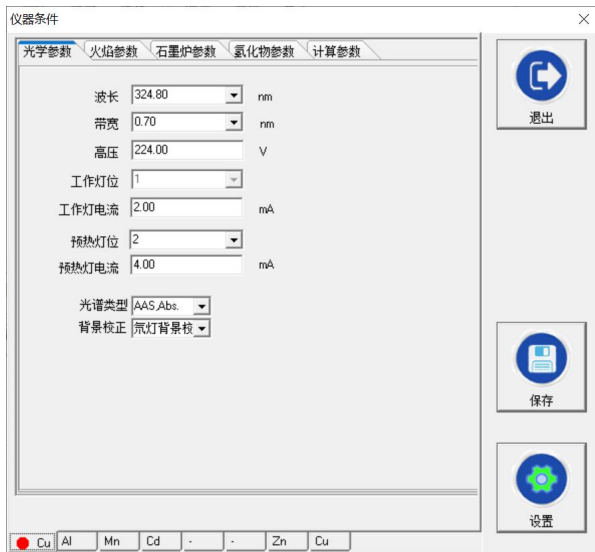 仪器条件
光学参数 火焰参数 石墨炉参数 氢化物参数 计算参数
波长 324.80 nm
带宽 0.70 nm
高压 224.00 V
工作灯位 1
工作灯电流 2.00 mA
预热灯位 2
预热灯电流 4.00 mA
光谱类型 AAS,Abs.
背景校正 氘灯背景校
退出
保存
设置
Cu Al Mn Cd - - Zn Cu